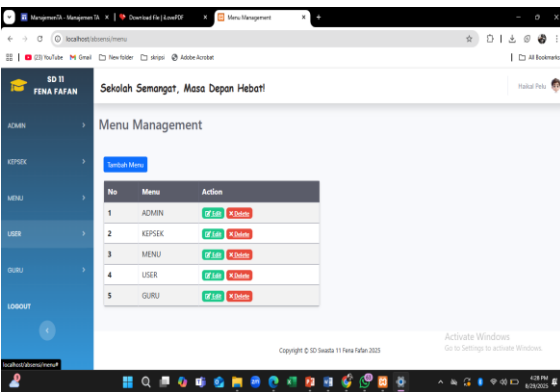 ManajemenTA - Manajemen TA
Download file | iLovePDF
Menu Management
localhost/absensi/menu
(23) YouTube
Gmail
New folder
skripsi
Adobe Acrobat
All Bookmarks
SD 11
FENA FAFAN
Sekolah Semangat, Masa Depan Hebat!
Haikal Pelu
ADMIN
KEPSEK
MENU
USER
GURU
LOGOUT
Menu Management
Tambah Menu
No Menu Action
1 ADMIN Edit Delete
2 KEPSEK Edit Delete
3 MENU Edit Delete
4 USER Edit Delete
5 GURU Edit Delete
Copyright © SD Swasta 11 Fena Fafan 2025
Activate Windows
Go to Settings to activate Windows.
localhost/absensi/menu#
4:28 PM
8/29/2025